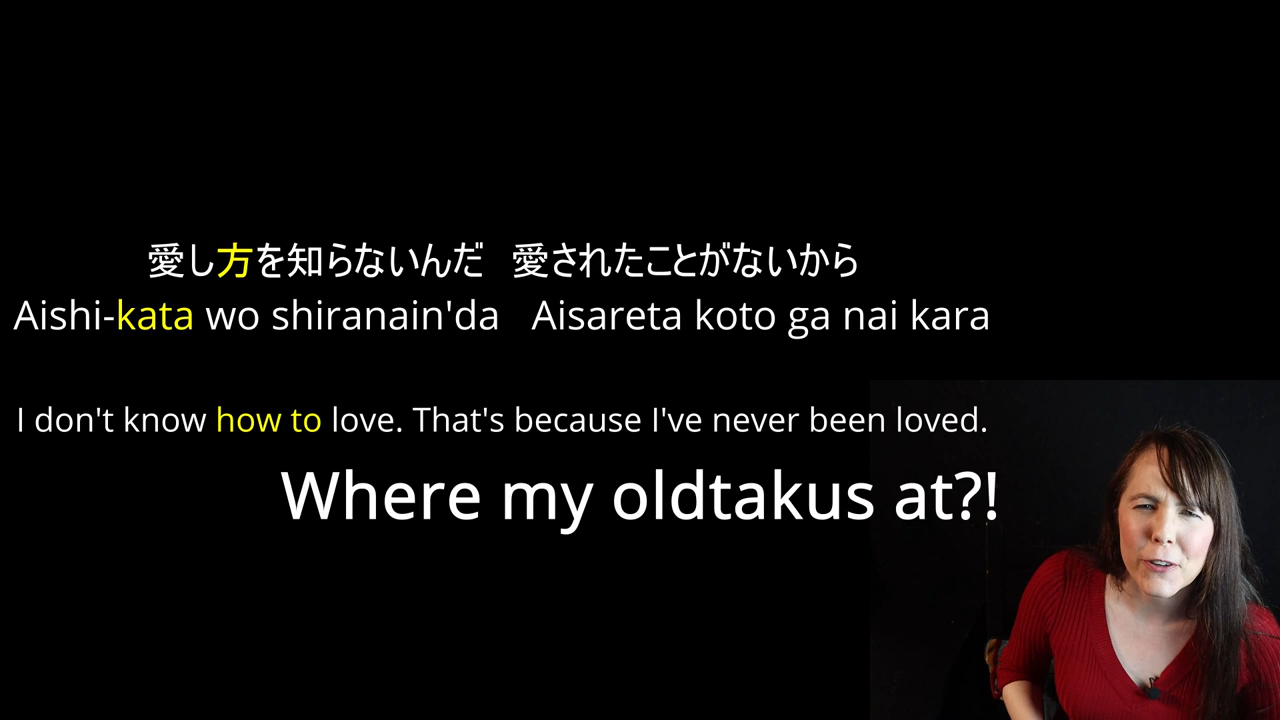 愛し方を知らないんだ　愛されたことがないから
Aishi-kata wo shiranain'da Aisareta koto ga nai kara
I don't know how to love. That's because I've never been loved.
Where my oldtakus at?!